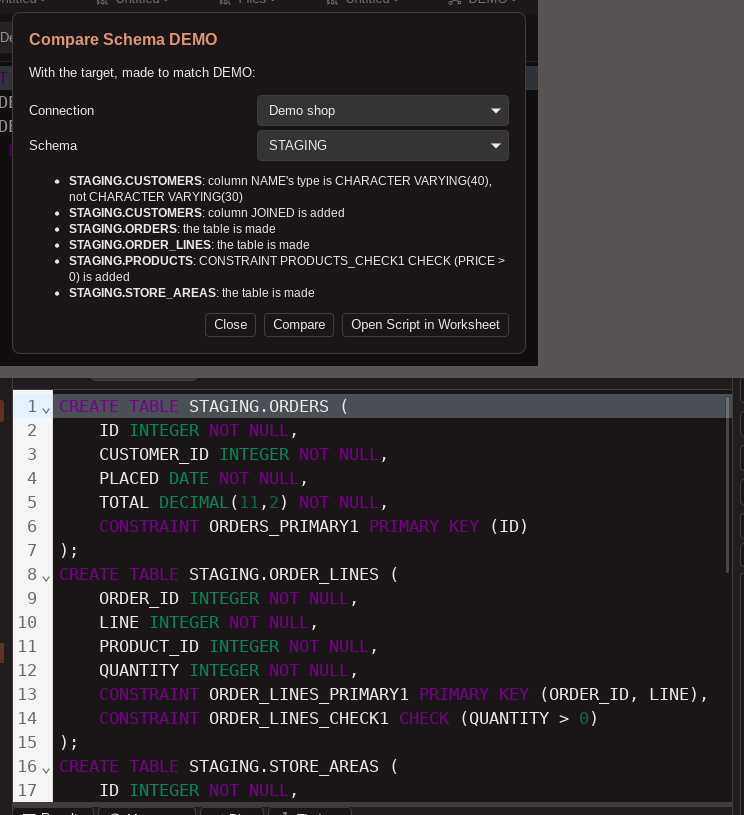 Compare Schema DEMO
With the target, made to match DEMO:
Connection
Demo shop
Schema
STAGING
• STAGING.CUSTOMERS: column NAME's type is CHARACTER VARYING(40),
not CHARACTER VARYING(30)
• STAGING.CUSTOMERS: column JOINED is added
• STAGING.ORDERS: the table is made
• STAGING.ORDER_LINES: the table is made
• STAGING.PRODUCTS: CONSTRAINT PRODUCTS_CHECK1 CHECK (PRICE >
0) is added
• STAGING.STORE_AREAS: the table is made
Close Compare Open Script in Worksheet
1 CREATE TABLE STAGING.ORDERS (
2 ID INTEGER NOT NULL,
3 CUSTOMER_ID INTEGER NOT NULL,
4 PLACED DATE NOT NULL,
5 TOTAL DECIMAL(11,2) NOT NULL,
6 CONSTRAINT ORDERS_PRIMARY1 PRIMARY KEY (ID)
7 );
8 CREATE TABLE STAGING.ORDER_LINES (
9 ORDER_ID INTEGER NOT NULL,
10 LINE INTEGER NOT NULL,
11 PRODUCT_ID INTEGER NOT NULL,
12 QUANTITY INTEGER NOT NULL,
13 CONSTRAINT ORDER_LINES_PRIMARY1 PRIMARY KEY (ORDER_ID, LINE),
14 CONSTRAINT ORDER_LINES_CHECK1 CHECK (QUANTITY > 0)
15 );
16 CREATE TABLE STAGING.STORE_AREAS (
17 ID INTEGER NOT NULL,